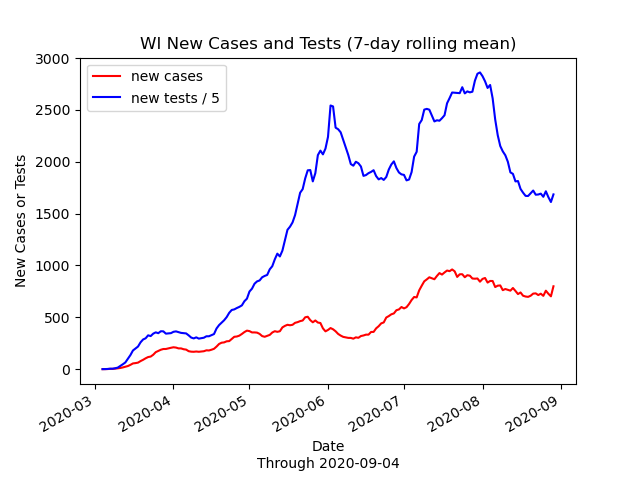 WI New Cases and Tests (7-day rolling mean)
new cases
new tests / 5
New Cases or Tests
3000
2500
2000
1500
1000
500
0
2020-03
2020-04
2020-05
2020-06
2020-07
2020-08
2020-09
Date
Through 2020-09-04